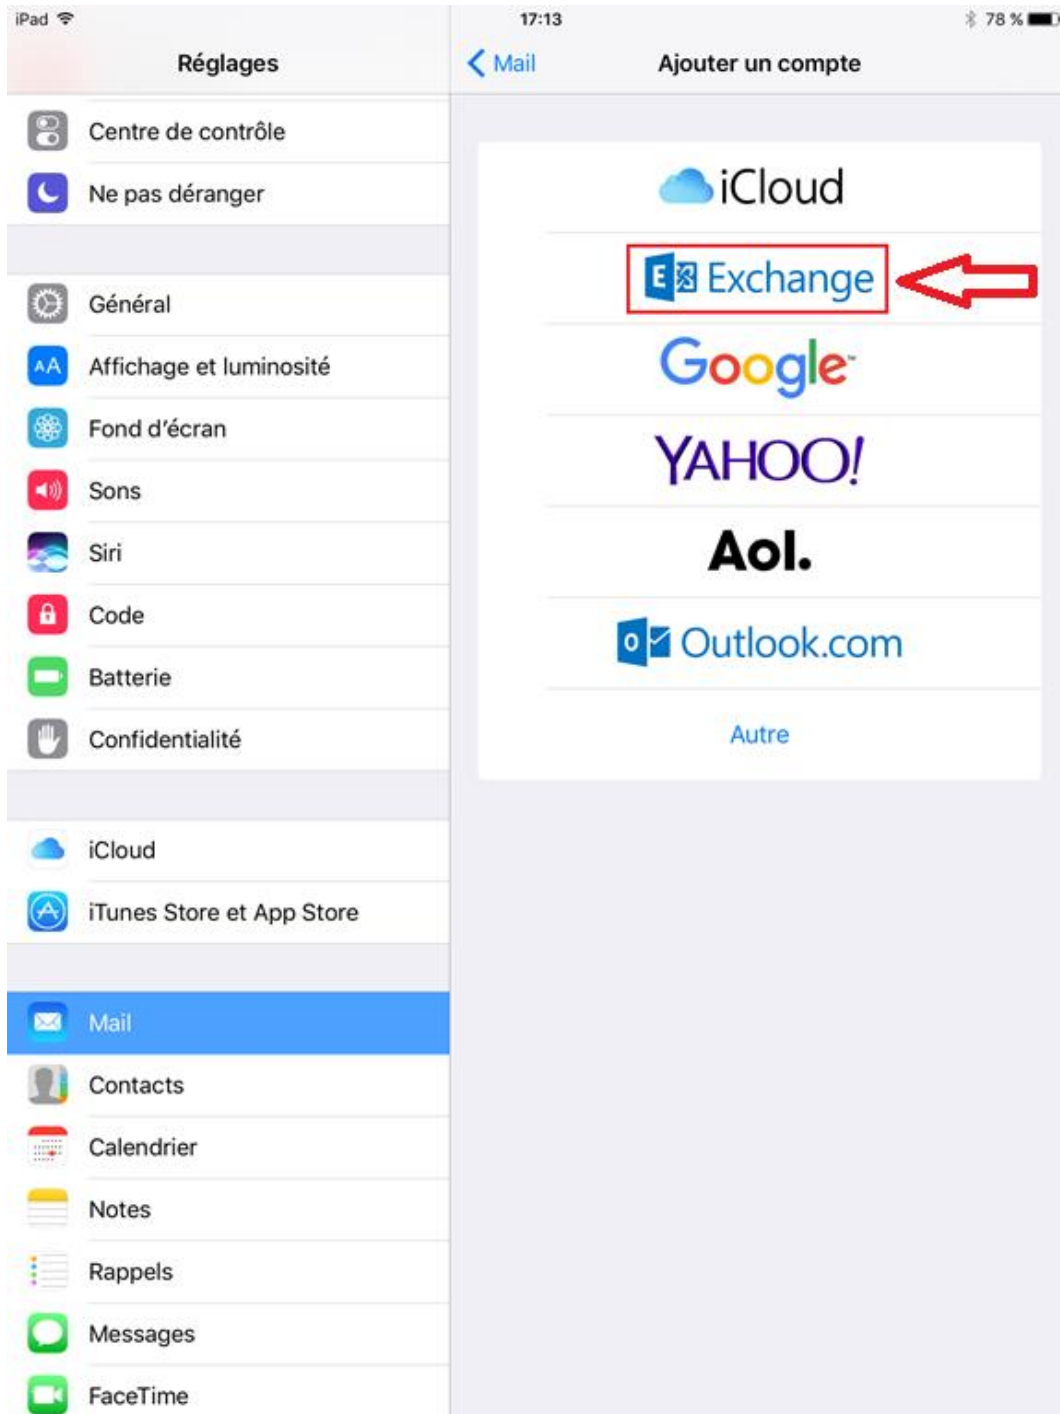 iPad 17:13 78 %
Réglages
Centre de contrôle
Ne pas déranger
Général
AA Affichage et luminosité
Fond d'écran
Sons
Siri
Code
Batterie
Confidentialité
iCloud
iTunes Store et App Store
Mail
Contacts
Calendrier
Notes
Rappels
Messages
FaceTime
Mail Ajouter un compte
iCloud
E Exchange
Google™
YAHOO!
Aol.
o Outlook.com
Autre